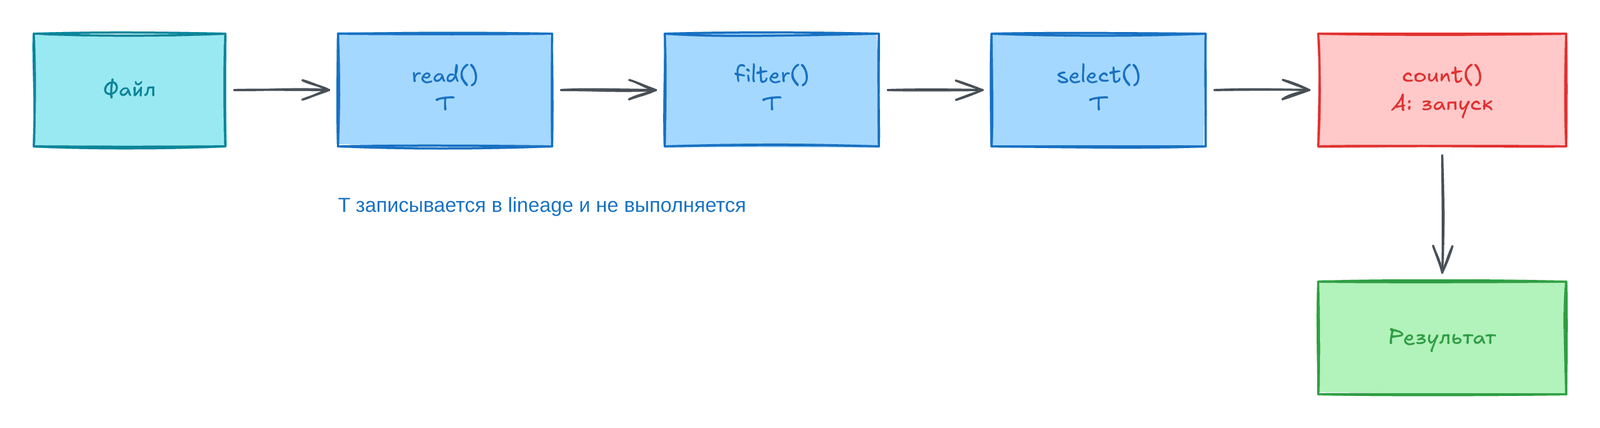 Файл
read()
T
filter()
T
select()
T
count()
A: запуск
T записывается в lineage и не выполняется
Результат